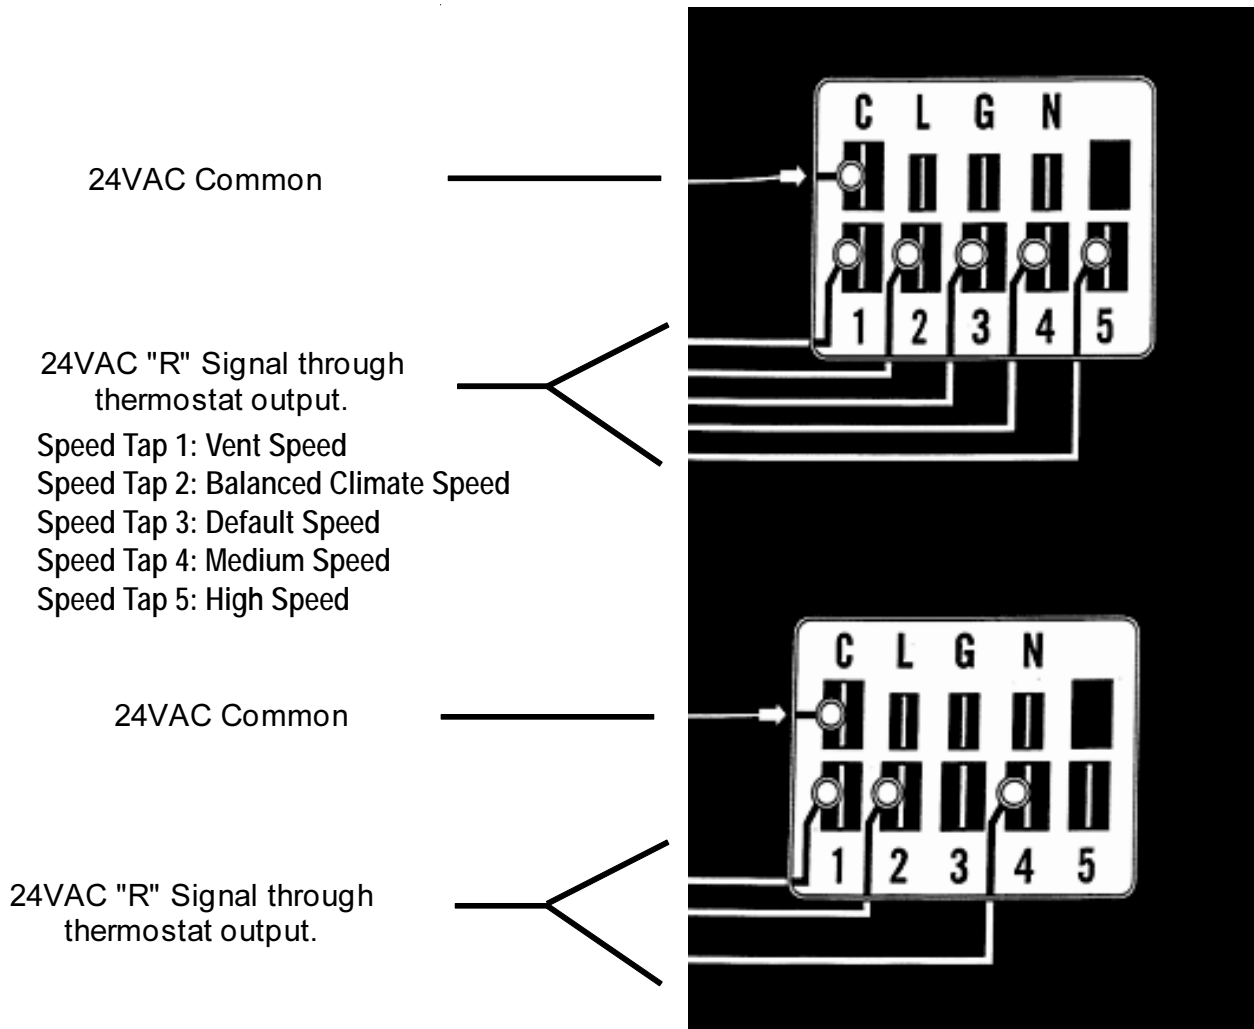 C L G N
24VAC Common
1 2 3 4 5
24VAC "R" Signal through
thermostat output.
Speed Tap 1: Vent Speed
Speed Tap 2: Balanced Climate Speed
Speed Tap 3: Default Speed
Speed Tap 4: Medium Speed
Speed Tap 5: High Speed
C L G N
24VAC Common
1 2 3 4 5
24VAC "R" Signal through
thermostat output.